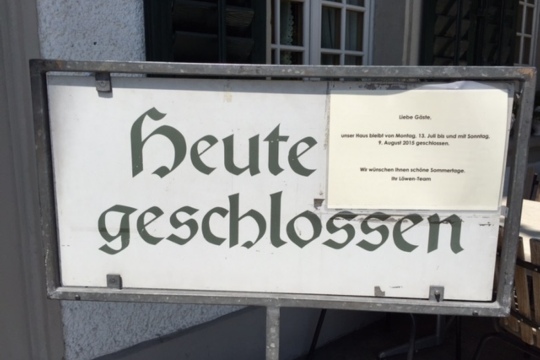 Heute
geschlossen
Liebe Gäste,
unser Haus bleibt von Montag, 13. Juli bis und mit Sonntag,
9. August 2015 geschlossen.
Wir wünschen Ihnen schöne Sommertage.
Ihr Löwen-Team